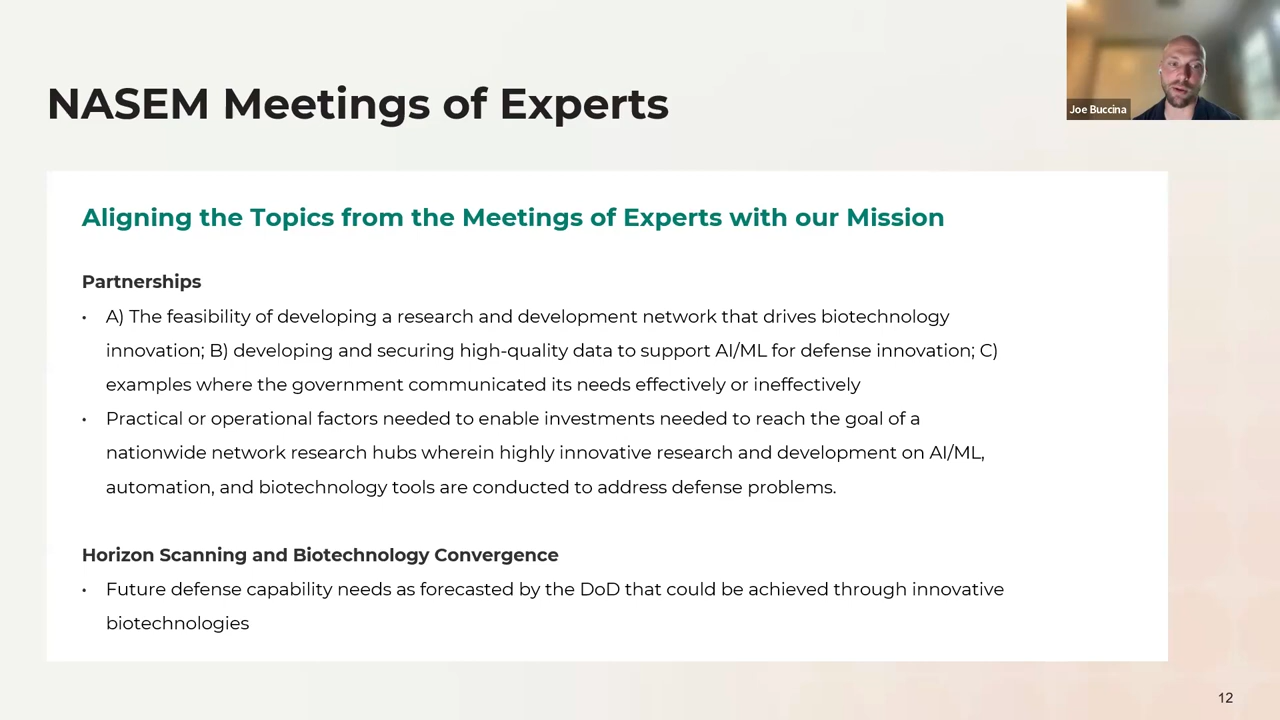 NASEM Meetings of Experts
Joe Buccina
Aligning the Topics from the Meetings of Experts with our Mission
Partnerships
• A) The feasibility of developing a research and development network that drives biotechnology
innovation; B) developing and securing high-quality data to support AI/ML for defense innovation; C)
examples where the government communicated its needs effectively or ineffectively
• Practical or operational factors needed to enable investments needed to reach the goal of a
nationwide network research hubs wherein highly innovative research and development on AI/ML,
automation, and biotechnology tools are conducted to address defense problems.
Horizon Scanning and Biotechnology Convergence
• Future defense capability needs as forecasted by the DoD that could be achieved through innovative
biotechnologies
12